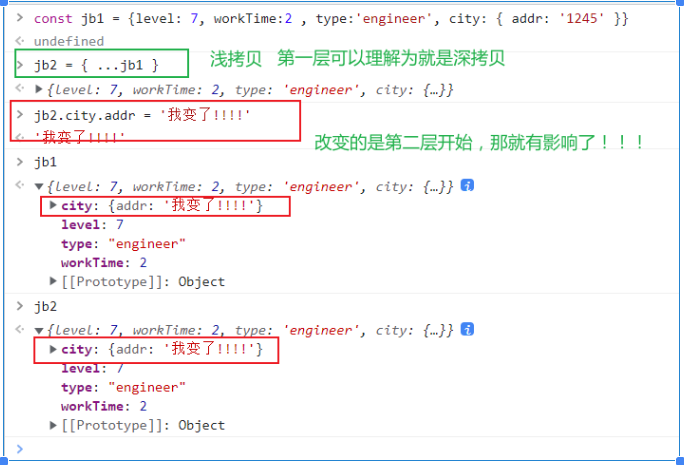 const jb1 = {level: 7, workTime:2 , type:'engineer', city: { addr: '1245' }}
undefined
jb2 = { ...jb1 } 浅拷贝 第一层可以理解为就是深拷贝
{level: 7, workTime: 2, type: 'engineer', city: {…}}
jb2.city.addr = '我变了!!!!'
'我变了!!!!' 改变的是第二层开始，那就有影响了！！！
jb1
{level: 7, workTime: 2, type: 'engineer', city: {…}}
city: {addr: '我变了!!!!'}
level: 7
type: "engineer"
workTime: 2
[[Prototype]]: Object
jb2
{level: 7, workTime: 2, type: 'engineer', city: {…}}
city: {addr: '我变了!!!!'}
level: 7
type: "engineer"
workTime: 2
[[Prototype]]: Object